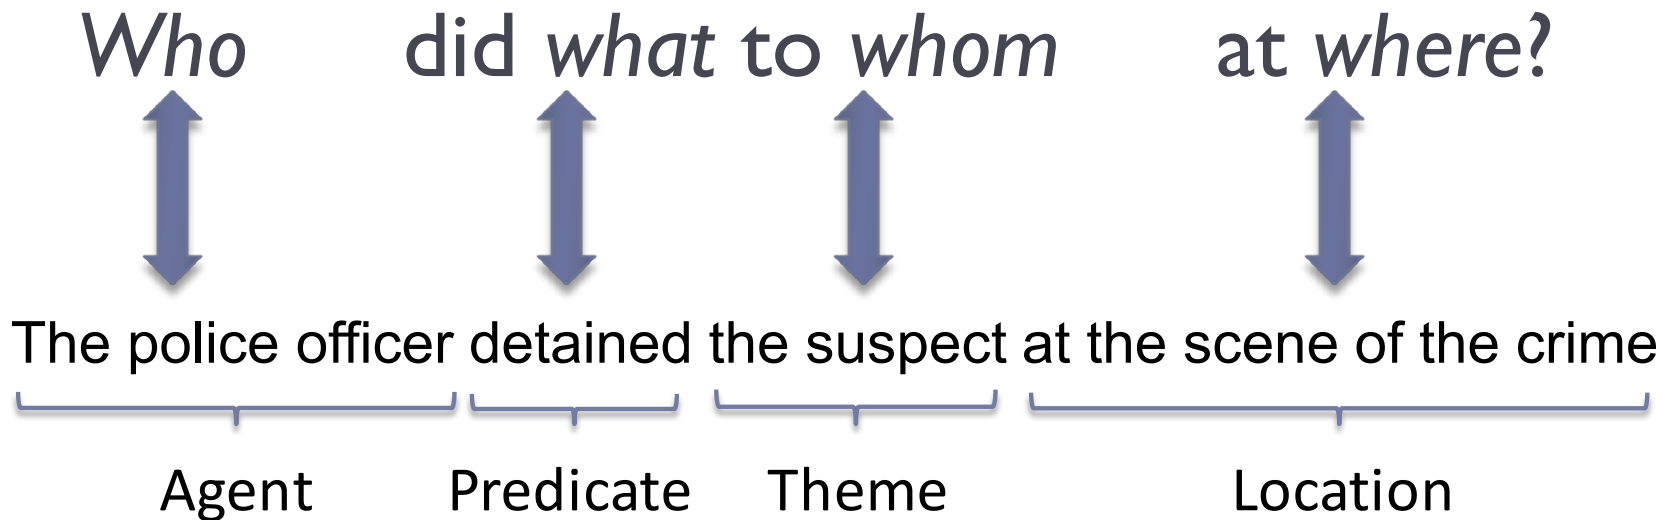 Who did what to whom at where?
The police officer detained the suspect at the scene of the crime
Agent Predicate Theme Location